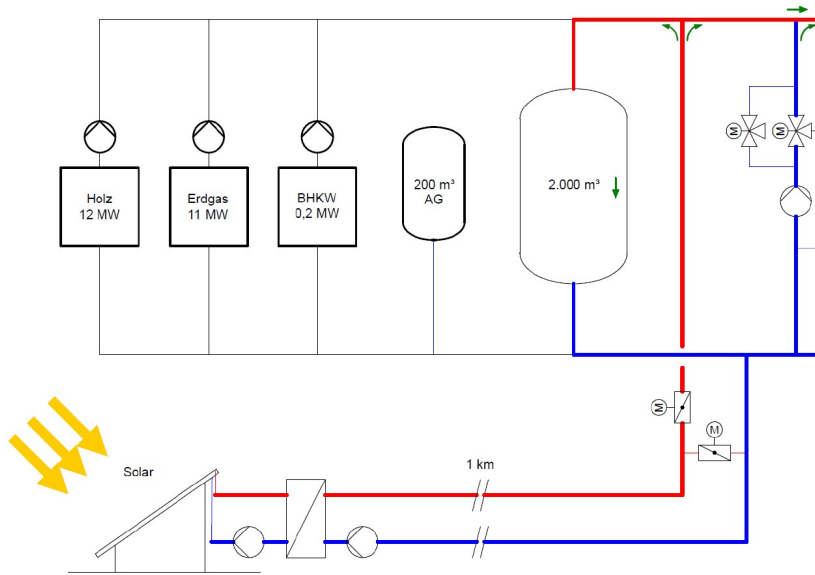 Holz
12 MW
Erdgas
11 MW
BHKW
0,2 MW
200 m³
AG
2.000 m³
M
M
M
M
Solar
1 km